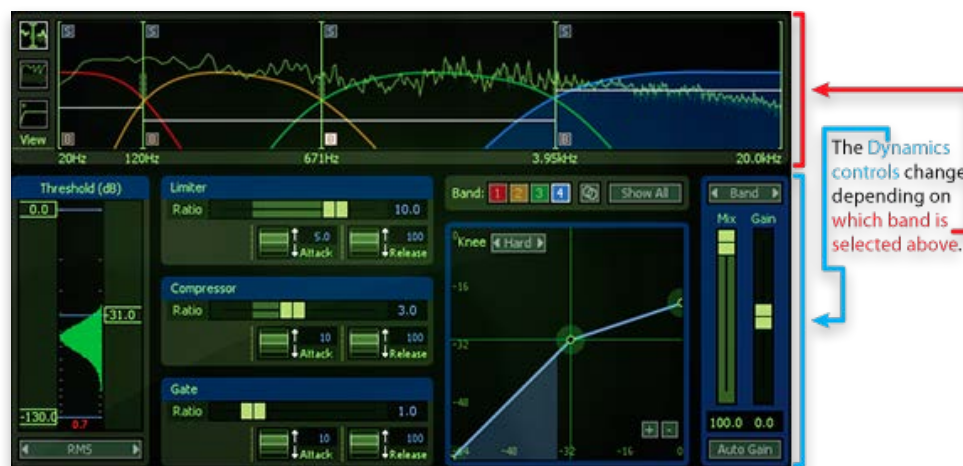 S S S S
B B B B
View
20Hz 120Hz 671Hz 3.95kHz 20.0kHz
The Dynamics
controls change
depending on
which band is
selected above.
Threshold (dB)
0.0
-31.0
-130.0
0.7
RMS
Limiter
Ratio 10.0
5.0 100
Attack Release
Compressor
Ratio 3.0
10 100
Attack Release
Gate
Ratio 1.0
10 100
Attack Release
Band: 1 2 3 4 Show All
Knee Hard
0
-16
-32
-48
-64 -48 -32 -16 0
+ -
Band
Mix Gain
100.0 0.0
Auto Gain